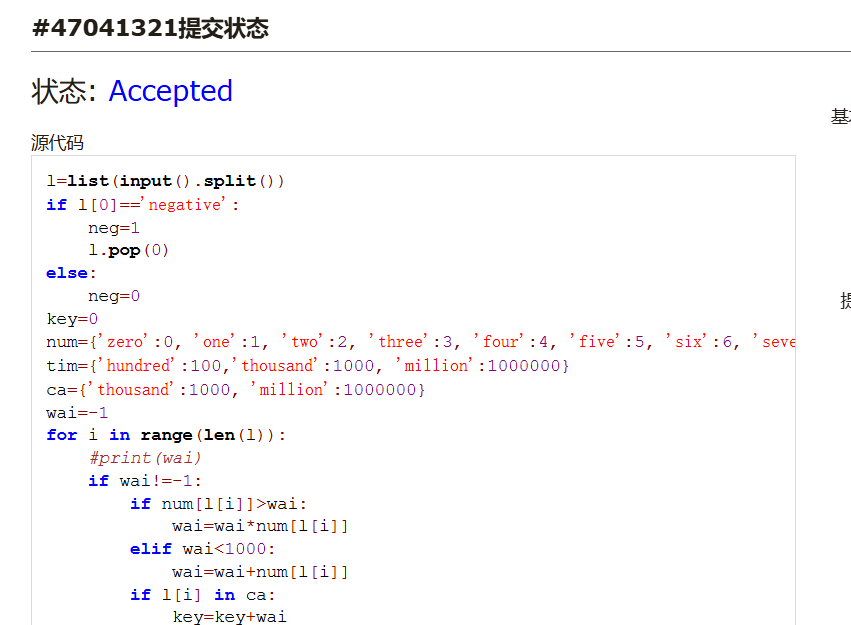 #47041321提交状态
状态: Accepted
基
源代码
l=list(input().split())
if l[0]=='negative':
    neg=1
    l.pop(0)
else:
    neg=0
key=0
num={'zero':0, 'one':1, 'two':2, 'three':3, 'four':4, 'five':5, 'six':6, 'seve
tim={'hundred':100,'thousand':1000, 'million':1000000}
ca={'thousand':1000, 'million':1000000}
wai=-1
for i in range(len(l)):
    #print(wai)
    if wai!=-1:
        if num[l[i]]>wai:
            wai=wai*num[l[i]]
        elif wai<1000:
            wai=wai+num[l[i]]
        if l[i] in ca:
            key=key+wai